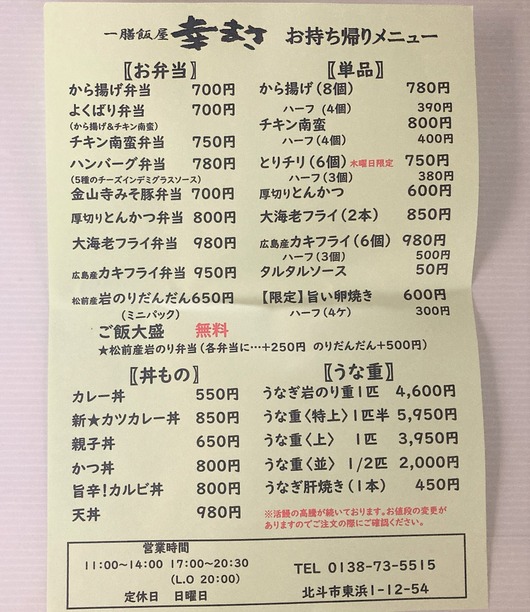 一膳飯屋 幸まさ お持ち帰りメニュー
【お弁当】
から揚げ弁当 700円
よくばり弁当 700円
(から揚げ&チキン南蛮)
チキン南蛮弁当 750円
ハンバーグ弁当 780円
(5種のチーズインデミグラスソース)
金山寺みそ豚弁当 700円
厚切りとんかつ弁当 800円
大海老フライ弁当 980円
広島産カキフライ弁当 950円
松前産岩のりだんだん 650円
(ミニパック)
ご飯大盛 無料
★松前産岩のり弁当(各弁当に…+250円 のりだんだん+500円)
【単品】
から揚げ(8個) 780円
ハーフ (4個) 390円
チキン南蛮 800円
ハーフ(4個) 400円
とりチリ(6個) 木曜日限定 750円
ハーフ(3個) 380円
厚切りとんかつ 600円
大海老フライ(2本) 850円
広島産カキフライ(6個) 980円
ハーフ(3個) 500円
タルタルソース 50円
【限定】旨い卵焼き 600円
ハーフ(4ケ) 300円
【丼もの】
カレー丼 550円
新★カツカレー丼 850円
親子丼 650円
かつ丼 800円
旨辛!カルビ丼 800円
天丼 980円
【うな重】
うなぎ岩のり重1匹 4,600円
うな重〈特上〉1匹半 5,950円
うな重〈上〉 1匹 3,950円
うな重〈並〉 1/2匹 2,000円
うなぎ肝焼き(1本) 450円
※活鰻の高騰が続いております。お値段の変更が
ありますのでご注文の際にご確認ください。
営業時間
11:00~14:00 17:00~20:30
(L.O 20:00)
定休日 日曜日
TEL 0138-73-5515
北斗市東浜1-12-54